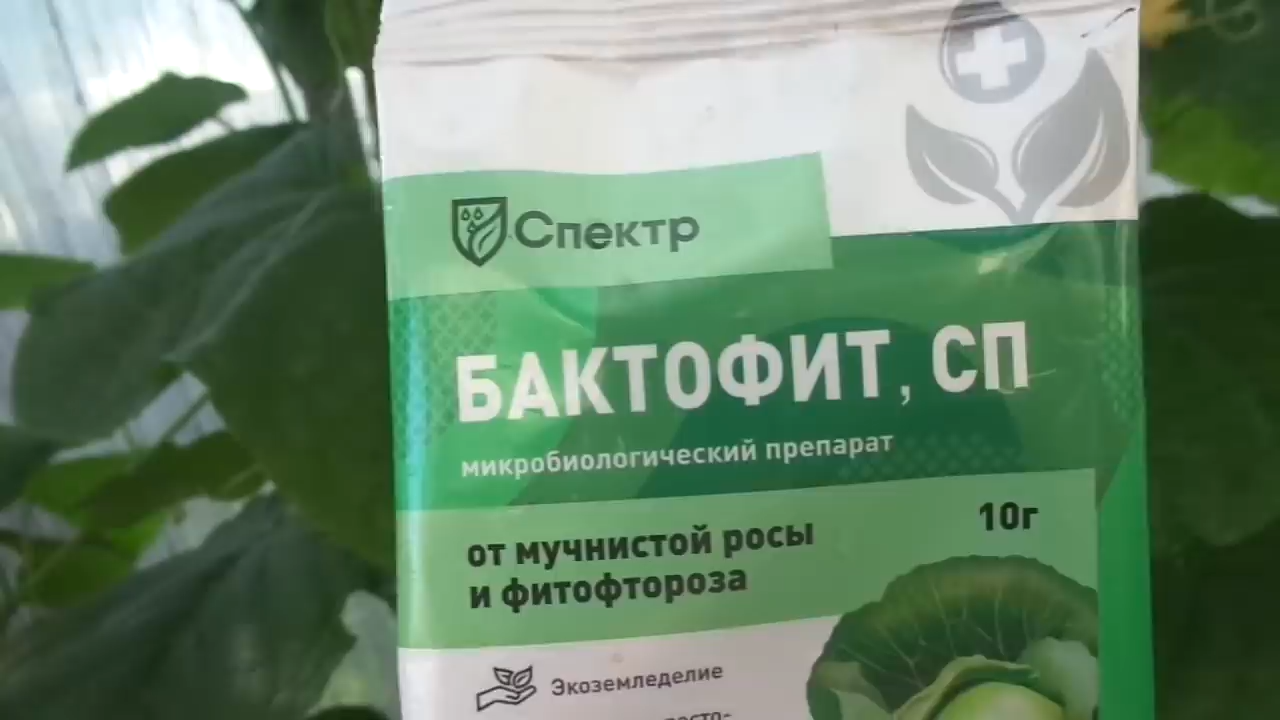 Спектр
БАКТОФИТ, СП
микробиологический препарат
от мучнистой росы
и фитофтороза
10г
Экоземледелие